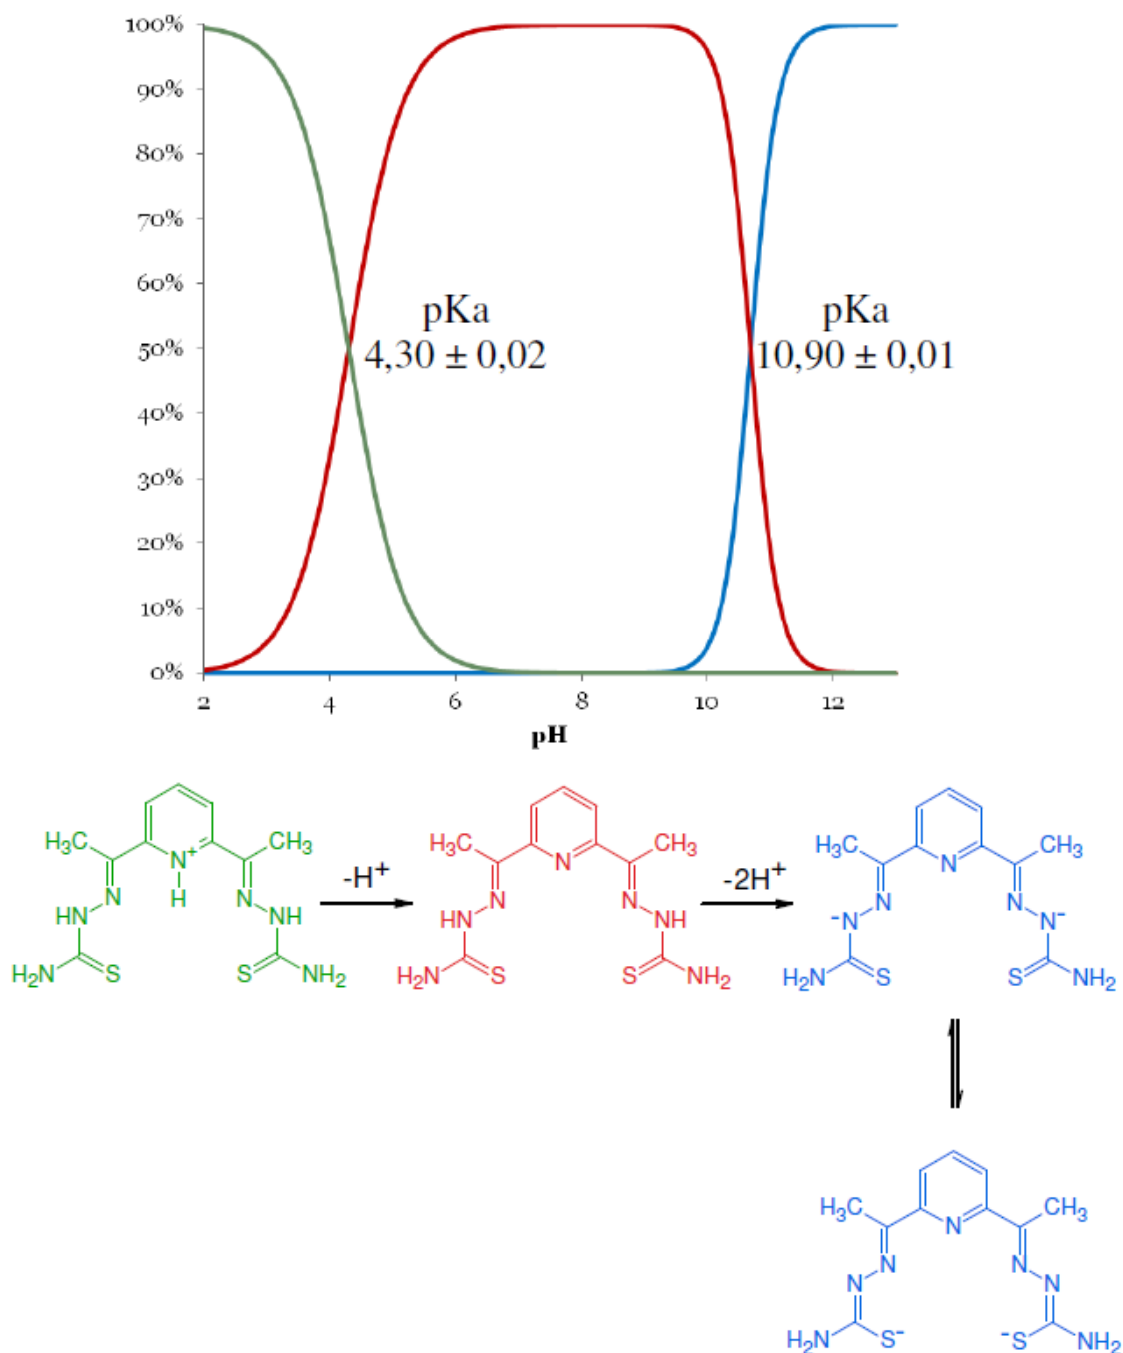 100%
90%
80%
70%
60%
50%
40%
30%
20%
10%
0%
pKa
4,30 ± 0,02
pKa
10,90 ± 0,01
2 4 6 8 10 12
pH
H₃C CH₃
N⁺
H
N N
HN NH
H₂N S S NH₂
-H⁺
H₃C CH₃
N
N N
HN NH
H₂N S S NH₂
-2H⁺
H₃C CH₃
N
N N
⁻N N⁻
H₂N S S NH₂
H₃C CH₃
N
N N
N N
H₂N S⁻ ⁻S NH₂